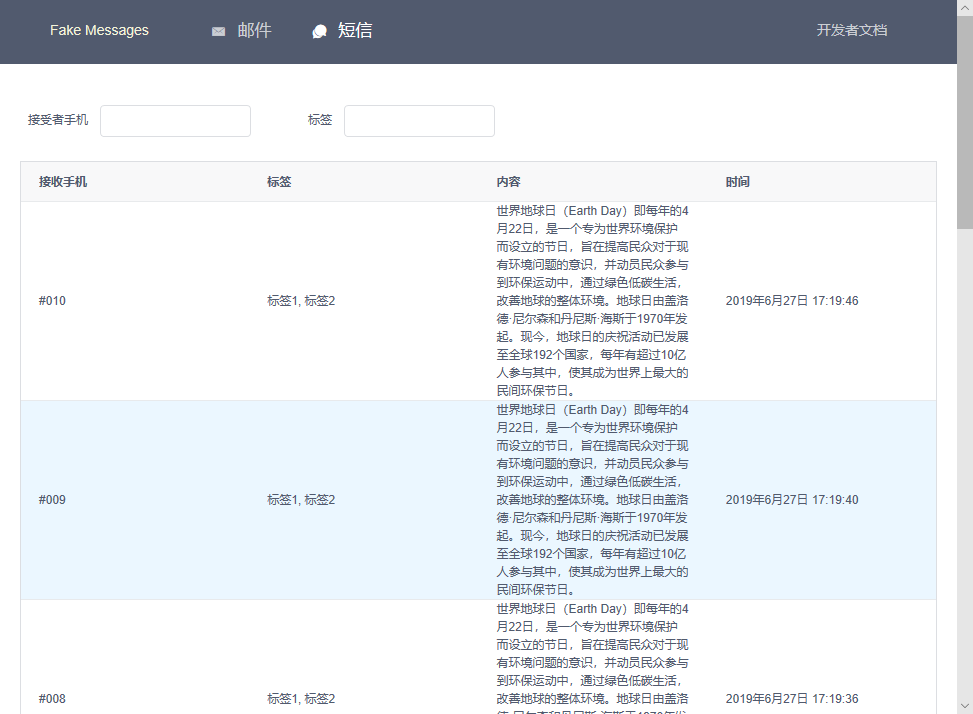 Fake Messages 邮件 短信 开发者文档
接受者手机 标签
接收手机 标签 内容 时间
世界地球日（Earth Day）即每年的4
月22日，是一个专为世界环境保护
而设立的节日，旨在提高民众对于现
有环境问题的意识，并动员民众参与
到环保运动中，通过绿色低碳生活，
#010 标签1, 标签2 改善地球的整体环境。地球日由盖洛 2019年6月27日 17:19:46
德·尼尔森和丹尼斯·海斯于1970年发
起。现今，地球日的庆祝活动已发展
至全球192个国家，每年有超过10亿
人参与其中，使其成为世界上最大的
民间环保节日。
世界地球日（Earth Day）即每年的4
月22日，是一个专为世界环境保护
而设立的节日，旨在提高民众对于现
有环境问题的意识，并动员民众参与
到环保运动中，通过绿色低碳生活，
#009 标签1, 标签2 改善地球的整体环境。地球日由盖洛 2019年6月27日 17:19:40
德·尼尔森和丹尼斯·海斯于1970年发
起。现今，地球日的庆祝活动已发展
至全球192个国家，每年有超过10亿
人参与其中，使其成为世界上最大的
民间环保节日。
世界地球日（Earth Day）即每年的4
月22日，是一个专为世界环境保护
而设立的节日，旨在提高民众对于现
有环境问题的意识，并动员民众参与
到环保运动中，通过绿色低碳生活，
#008 标签1, 标签2 改善地球的整体环境。地球日由盖洛 2019年6月27日 17:19:36